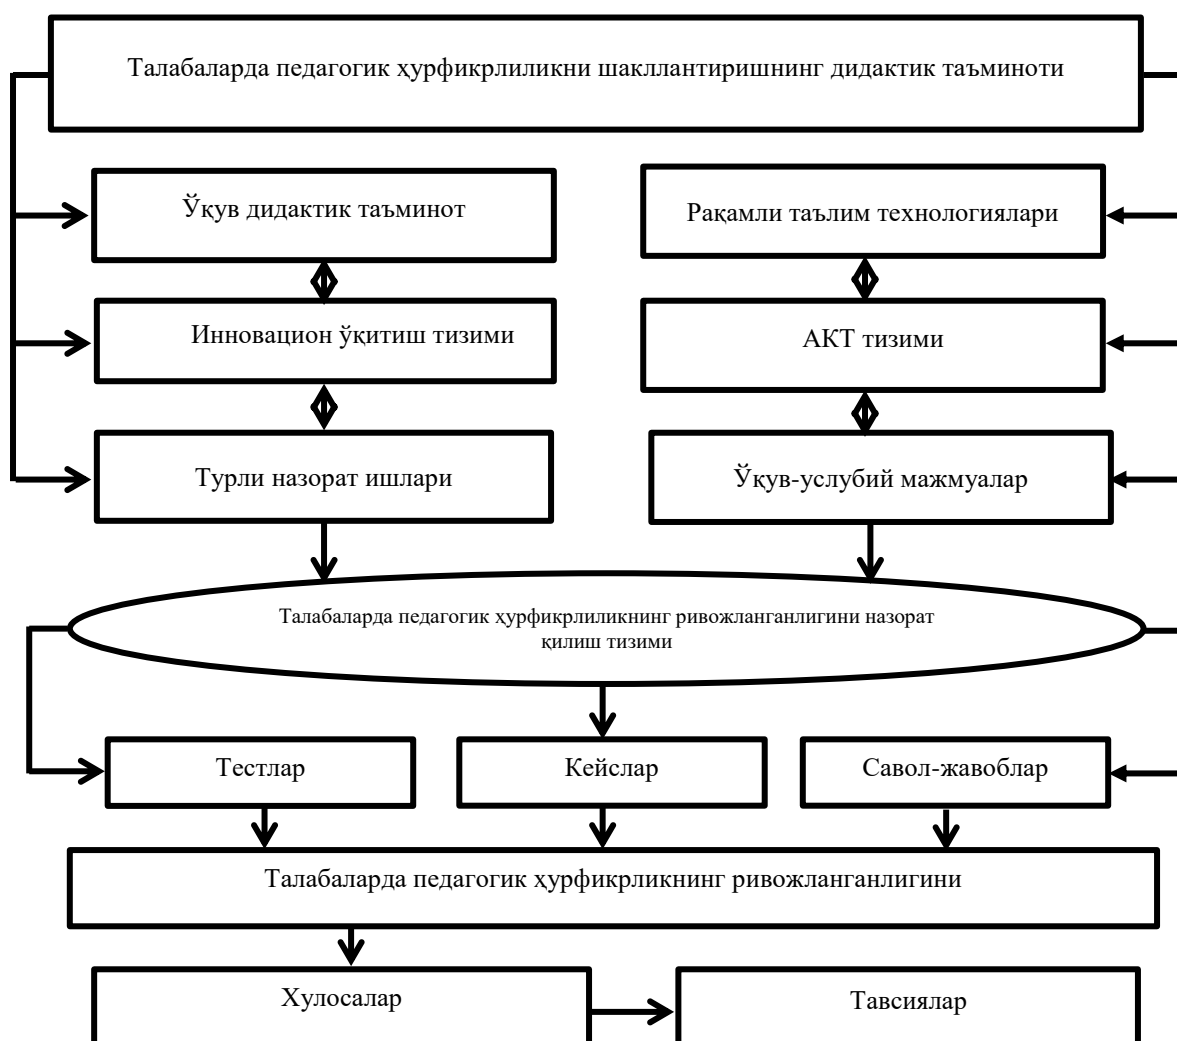 Талабаларда педагогик ҳурфикрлиликни шакллантиришнинг дидактик таъминоти
Ўқув дидактик таъминот
Рақамли таълим технологиялари
Инновацион ўқитиш тизими
АКТ тизими
Турли назорат ишлари
Ўқув-услубий мажмуалар
Талабаларда педагогик ҳурфикрлиликнинг ривожланганлигини назорат
қилиш тизими
Тестлар
Кейслар
Савол-жавоблар
Талабаларда педагогик ҳурфикрликнинг ривожланганлигини
Хулосалар
Тавсиялар